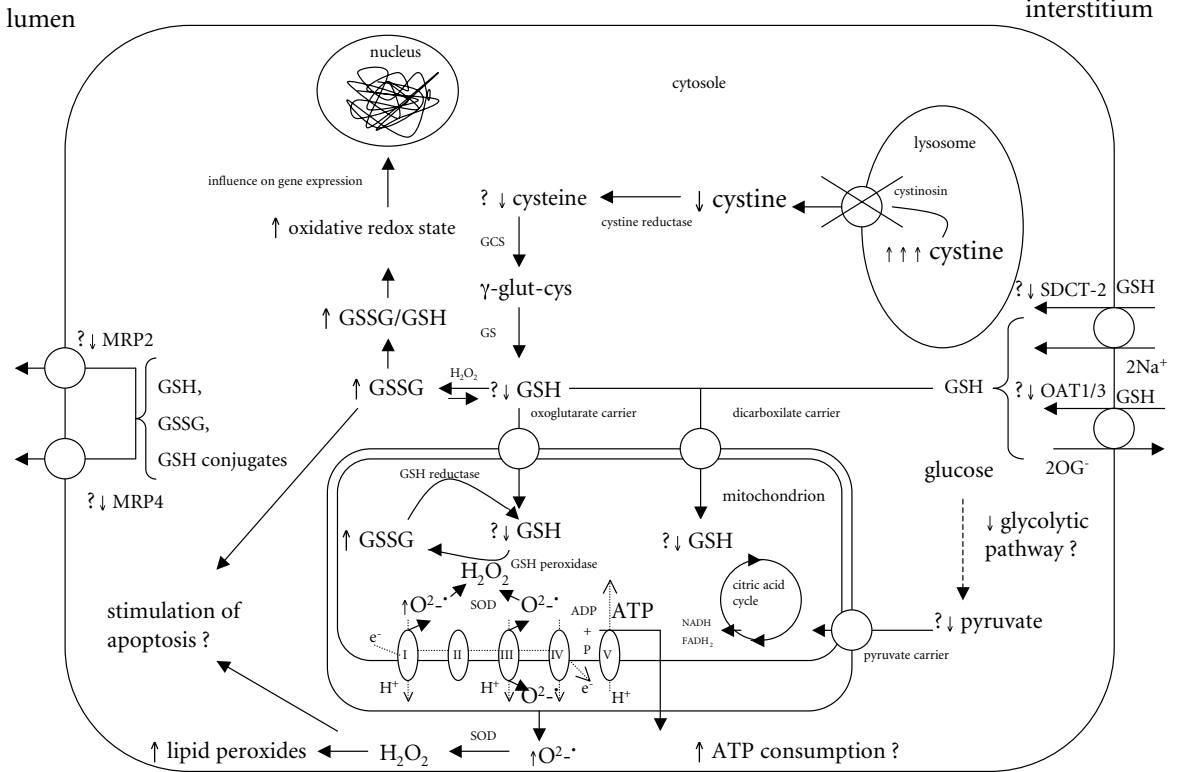 lumen
interstitium
nucleus
cytosole
lysosome
cystinosin
influence on gene expression
? ↓ cysteine
↓ cystine
cystine reductase
↑ oxidative redox state
GCS
↑ ↑ ↑ cystine
γ-glut-cys
?↓ SDCT-2
GSH
↑ GSSG/GSH
GS
?↓ MRP2
2Na⁺
GSH,
↑ GSSG
H₂O₂
?↓ GSH
GSH
?↓ OAT1/3
GSH
oxoglutarate carrier
dicarboxilate carrier
GSSG,
GSH conjugates
glucose
2OG⁻
GSH reductase
mitochondrion
?↓ MRP4
↑ GSSG
?↓ GSH
?↓ GSH
↓ glycolytic
pathway ?
GSH peroxidase
H₂O₂
citric acid
cycle
stimulation of
apoptosis ?
↑O²-•
SOD
O²-•
ADP
+
P
ATP
NADH
FADH₂
?↓ pyruvate
pyruvate carrier
e⁻
I
II
III
IV
V
H⁺
H⁺
O²-•
e⁻
H⁺
↑ lipid peroxides
H₂O₂
SOD
↑O²-•
↑ ATP consumption ?